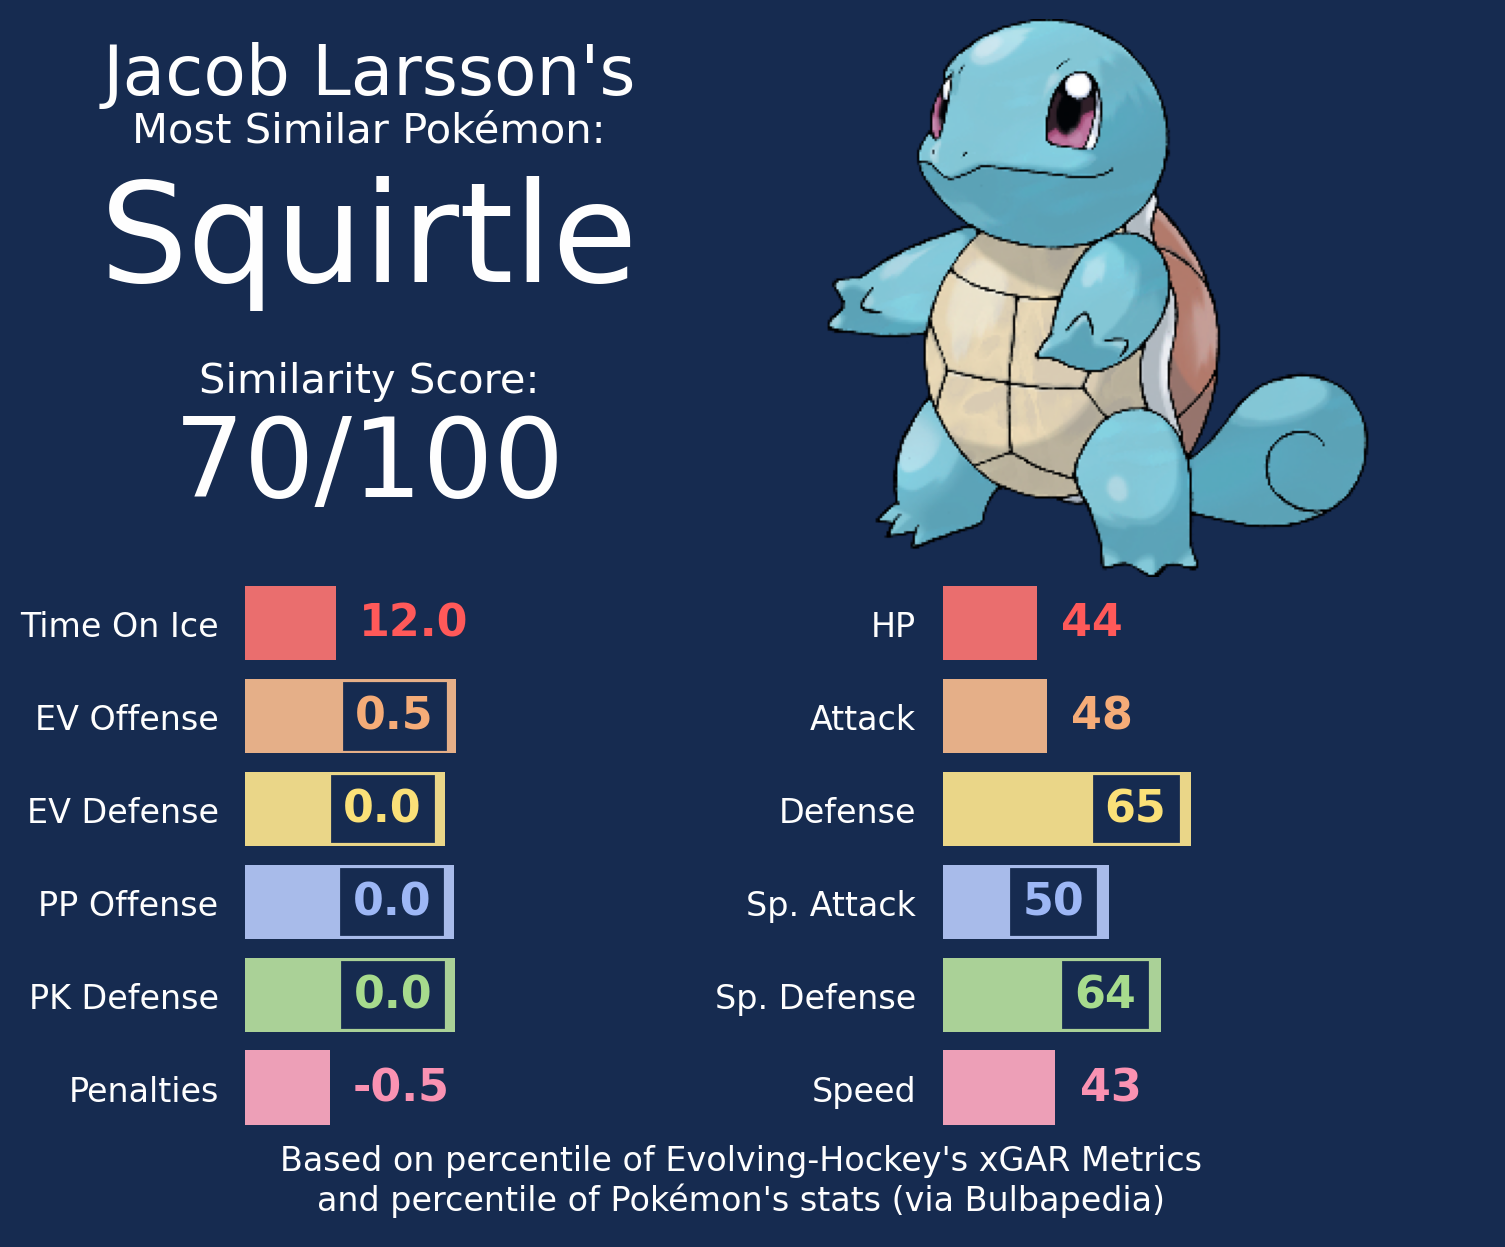 Jacob Larsson's
Most Similar Pokémon:
Squirtle
Similarity Score:
70/100
Time On Ice 12.0
EV Offense 0.5
EV Defense 0.0
PP Offense 0.0
PK Defense 0.0
Penalties -0.5
HP 44
Attack 48
Defense 65
Sp. Attack 50
Sp. Defense 64
Speed 43
Based on percentile of Evolving-Hockey's xGAR Metrics
and percentile of Pokémon's stats (via Bulbapedia)